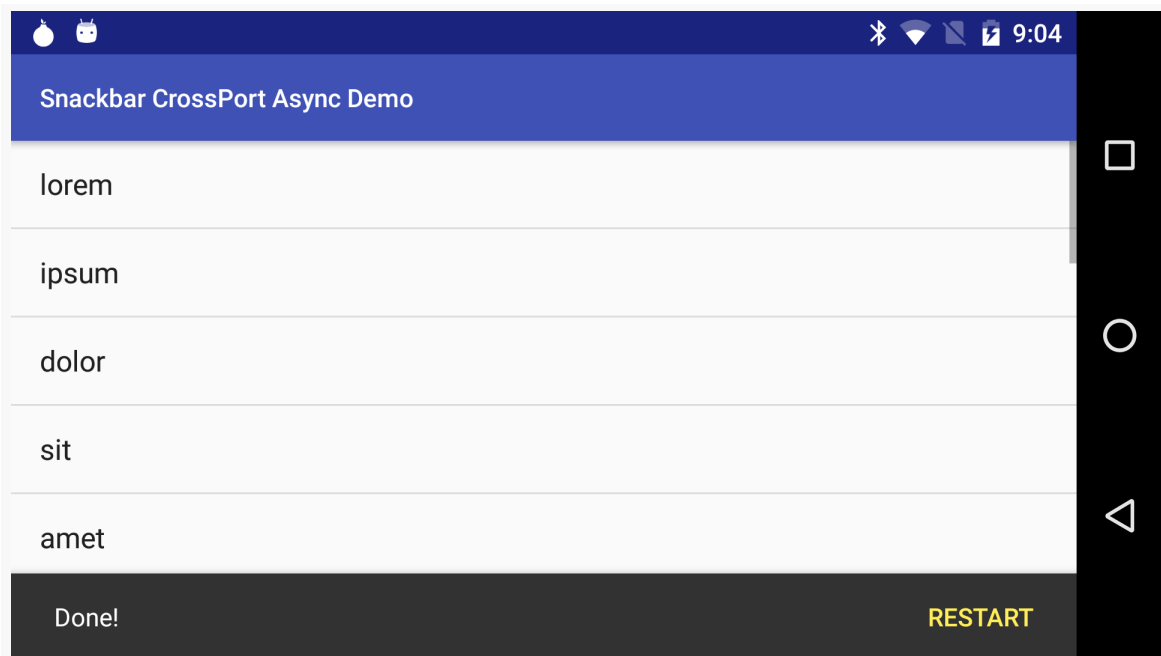 9:04
Snackbar CrossPort Async Demo
lorem
ipsum
dolor
sit
amet
Done! RESTART